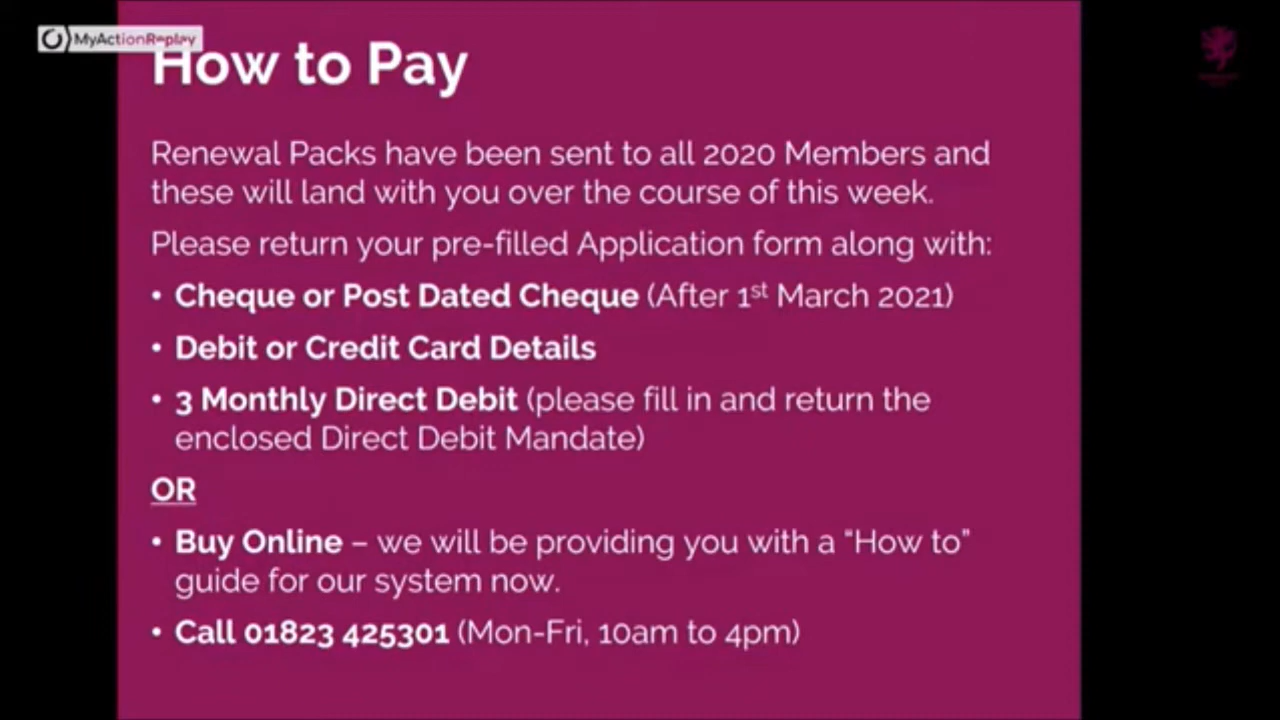 MyActionReplay
How to Pay
Renewal Packs have been sent to all 2020 Members and
these will land with you over the course of this week.
Please return your pre-filled Application form along with:
• Cheque or Post Dated Cheque (After 1st March 2021)
• Debit or Credit Card Details
• 3 Monthly Direct Debit (please fill in and return the
enclosed Direct Debit Mandate)
OR
• Buy Online – we will be providing you with a “How to”
guide for our system now.
• Call 01823 425301 (Mon-Fri, 10am to 4pm)